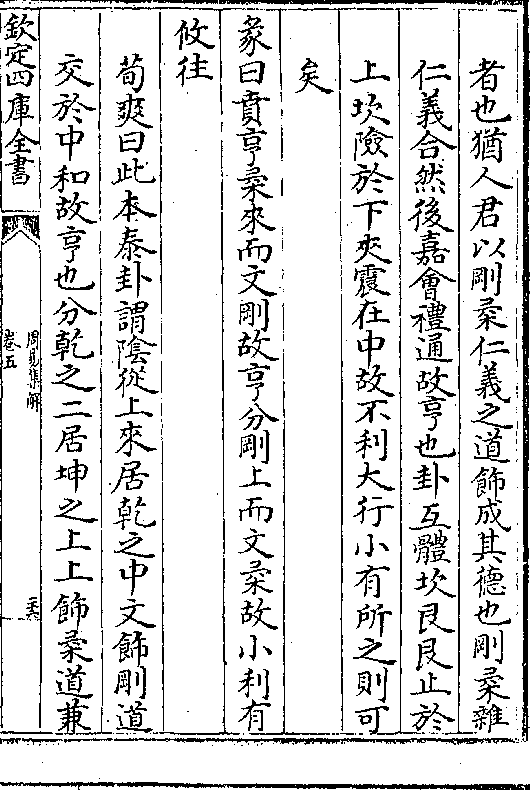 者也猶人君以剛柔仁義之道飾成其德也剛柔雜
仁義合然後嘉會禮通故亨也卦互體坎艮艮止於
上坎險於下夾震在中故不利大行小有所之則可
矣
彖曰賁亨柔來而文剛故亨分剛上而文柔故小利有
攸往
荀爽曰此本泰卦謂陰從上來居乾之中文飾剛道
交於中和故亨也分乾之二居坤之上上飾柔道兼
欽定四庫全書
周易集解
卷五